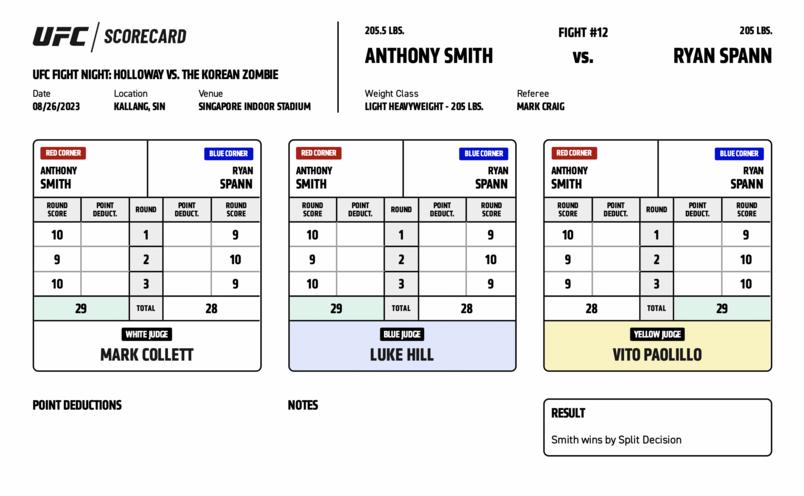 UFC / SCORECARD
UFC FIGHT NIGHT: HOLLOWAY VS. THE KOREAN ZOMBIE
Date Location Venue
08/26/2023 KALLANG, SIN SINGAPORE INDOOR STADIUM
205.5 LBS. FIGHT #12 205 LBS.
ANTHONY SMITH VS. RYAN SPANN
Weight Class Referee
LIGHT HEAVYWEIGHT - 205 LBS. MARK CRAIG
RED CORNER BLUE CORNER
ANTHONY RYAN
SMITH SPANN
ROUND POINT ROUND POINT ROUND
SCORE DEDUCT. DEDUCT. SCORE
10 1 9
9 2 10
10 3 9
29 TOTAL 28
WHITE JUDGE
MARK COLLETT
RED CORNER BLUE CORNER
ANTHONY RYAN
SMITH SPANN
ROUND POINT ROUND POINT ROUND
SCORE DEDUCT. DEDUCT. SCORE
10 1 9
9 2 10
10 3 9
29 TOTAL 28
BLUE JUDGE
LUKE HILL
RED CORNER BLUE CORNER
ANTHONY RYAN
SMITH SPANN
ROUND POINT ROUND POINT ROUND
SCORE DEDUCT. DEDUCT. SCORE
10 1 9
9 2 10
9 3 10
28 TOTAL 29
YELLOW JUDGE
VITO PAOLILLO
POINT DEDUCTIONS
NOTES
RESULT
Smith wins by Split Decision